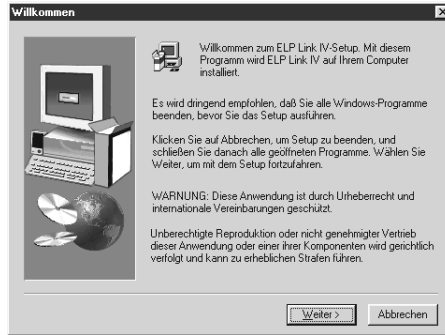 Willkommen
Willkommen zum ELP Link IV-Setup. Mit diesem
Programm wird ELP Link IV auf Ihrem Computer
installiert.
Es wird dringend empfohlen, daß Sie alle Windows-Programme
beenden, bevor Sie das Setup ausführen.
Klicken Sie auf Abbrechen, um Setup zu beenden, und
schließen Sie danach alle geöffneten Programme. Wählen Sie
Weiter, um mit dem Setup fortzufahren.
WARNUNG: Diese Anwendung ist durch Urheberrecht und
internationale Vereinbarungen geschützt.
Unberechtigte Reproduktion oder nicht genehmigter Vertrieb
dieser Anwendung oder einer ihrer Komponenten wird gerichtlich
verfolgt und kann zu erheblichen Strafen führen.
Weiter >
Abbrechen